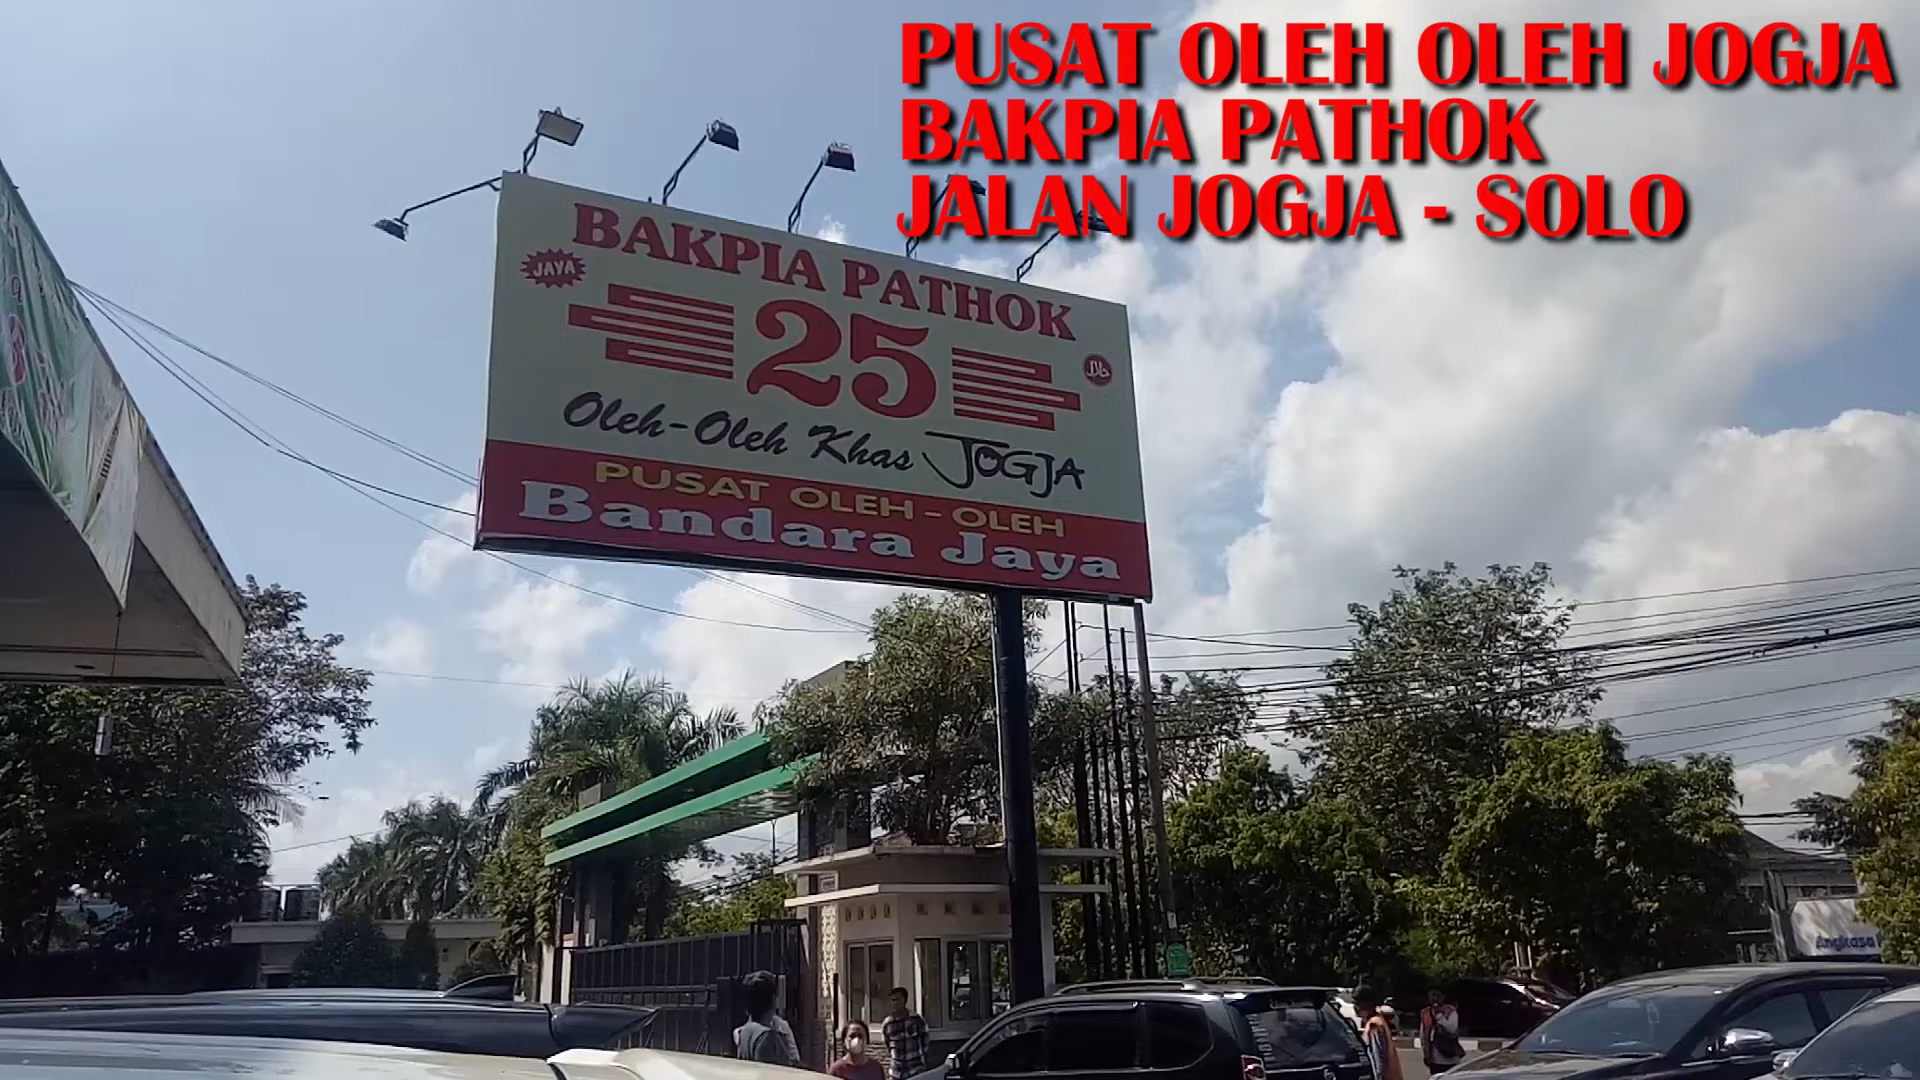 PUSAT OLEH OLEH JOGJA
BAKPIA PATHOK
JALAN JOGJA - SOLO
BAKPIA PATHOK
JAYA
25
حلال
Oleh-Oleh Khas JOGJA
PUSAT OLEH-OLEH
Bandara Jaya
Angkasa